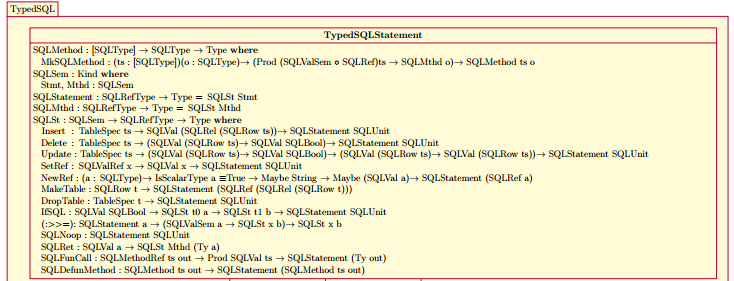 TypedSQL
TypedSQLStatement
SQLMethod : [SQLType] → SQLType → Type where
MkSQLMethod : (ts : [SQLType])(o : SQLType)→ (Prod (SQLValSem ∘ SQLRef)ts → SQLMthd o)→ SQLMethod ts o
SQLSem : Kind where
Stmt, Mthd : SQLSem
SQLStatement : SQLRefType → Type = SQLSt Stmt
SQLMthd : SQLRefType → Type = SQLSt Mthd
SQLSt : SQLSem → SQLRefType → Type where
Insert : TableSpec ts → SQLVal (SQLRel (SQLRow ts))→ SQLStatement SQLUnit
Delete : TableSpec ts → (SQLVal (SQLRow ts)→ SQLVal SQLBool)→ SQLStatement SQLUnit
Update : TableSpec ts → (SQLVal (SQLRow ts)→ SQLVal SQLBool)→ (SQLVal (SQLRow ts)→ SQLVal (SQLRow ts))→ SQLStatement SQLUnit
SetRef : SQLValRef x → SQLVal x → SQLStatement SQLUnit
NewRef : (a : SQLType)→ IsScalarType a ≡True → Maybe String → Maybe (SQLVal a)→ SQLStatement (SQLRef a)
MakeTable : SQLRow t → SQLStatement (SQLRef (SQLRel (SQLRow t)))
DropTable : TableSpec t → SQLStatement SQLUnit
IfSQL : SQLVal SQLBool → SQLSt t0 a → SQLSt t1 b → SQLStatement SQLUnit
(:>>=): SQLStatement a → (SQLValSem a → SQLSt x b)→ SQLSt x b
SQLNoop : SQLStatement SQLUnit
SQLRet : SQLVal a → SQLSt Mthd (Ty a)
SQLFunCall : SQLMethodRef ts out → Prod SQLVal ts → SQLStatement (Ty out)
SQLDefunMethod : SQLMethod ts out → SQLStatement (SQLMethod ts out)